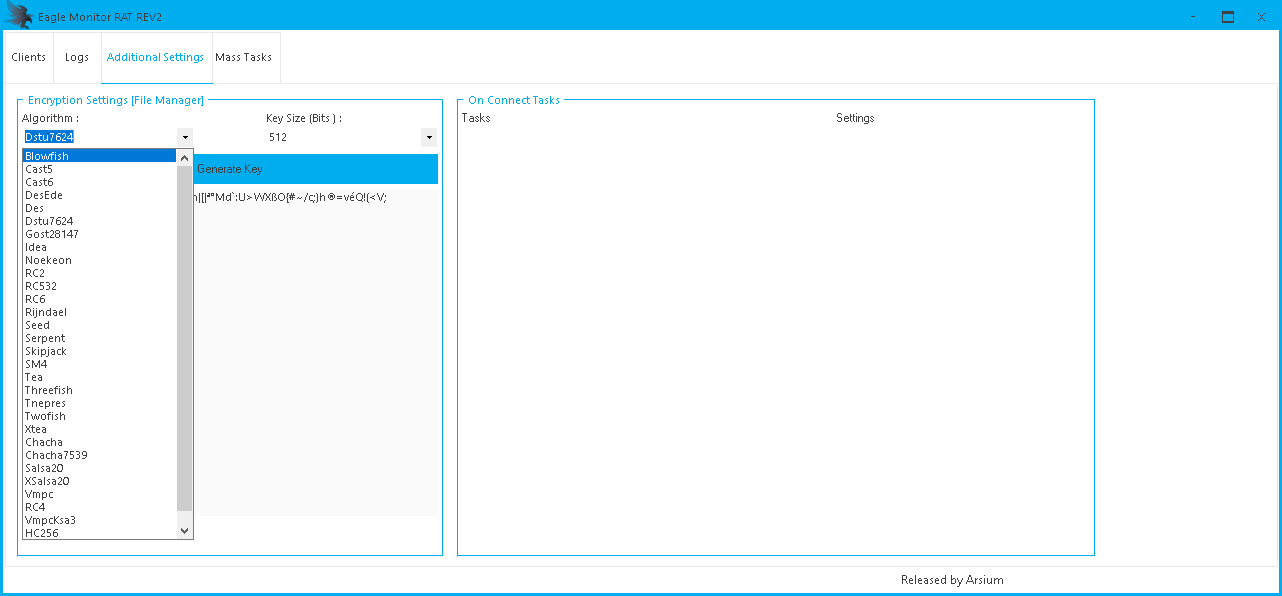 Eagle Monitor RAT REV2
Clients Logs Additional Settings Mass Tasks
Encryption Settings [File Manager]
Algorithm : Key Size (Bits ) :
Dstu7624 512
Blowfish
Cast5
Cast6
DesEde
Des
Dstu7624
Gost28147
Idea
Noekeon
RC2
RC532
RC6
Rijndael
Seed
Serpent
Skipjack
SM4
Tea
Threefish
Tnepres
Twofish
Xtea
Chacha
Chacha7539
Salsa20
XSalsa20
Vmpc
RC4
VmpcKsa3
HC256
Generate Key
On Connect Tasks
Tasks Settings
Released by Arsium